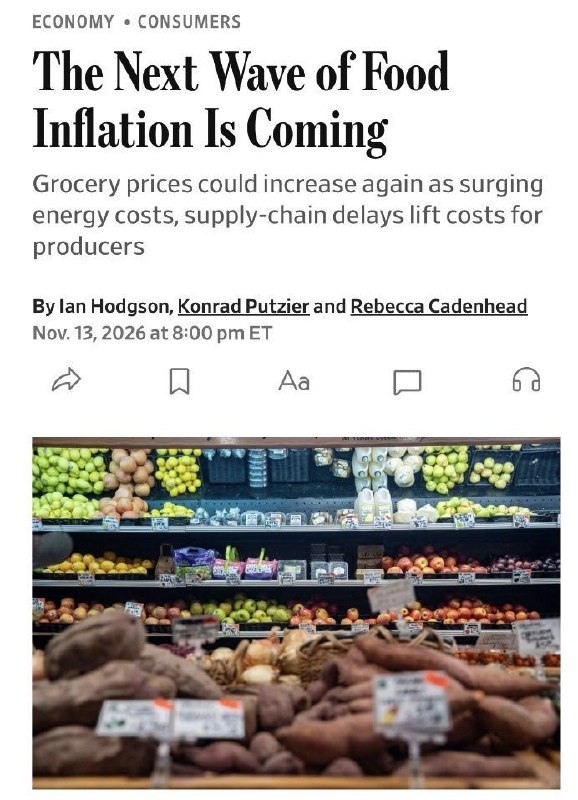 ECONOMY • CONSUMERS
The Next Wave of Food
Inflation Is Coming
Grocery prices could increase again as surging
energy costs, supply-chain delays lift costs for
producers
By Ian Hodgson, Konrad Putzier and Rebecca Cadenhead
Nov. 13, 2026 at 8:00 pm ET
Aa